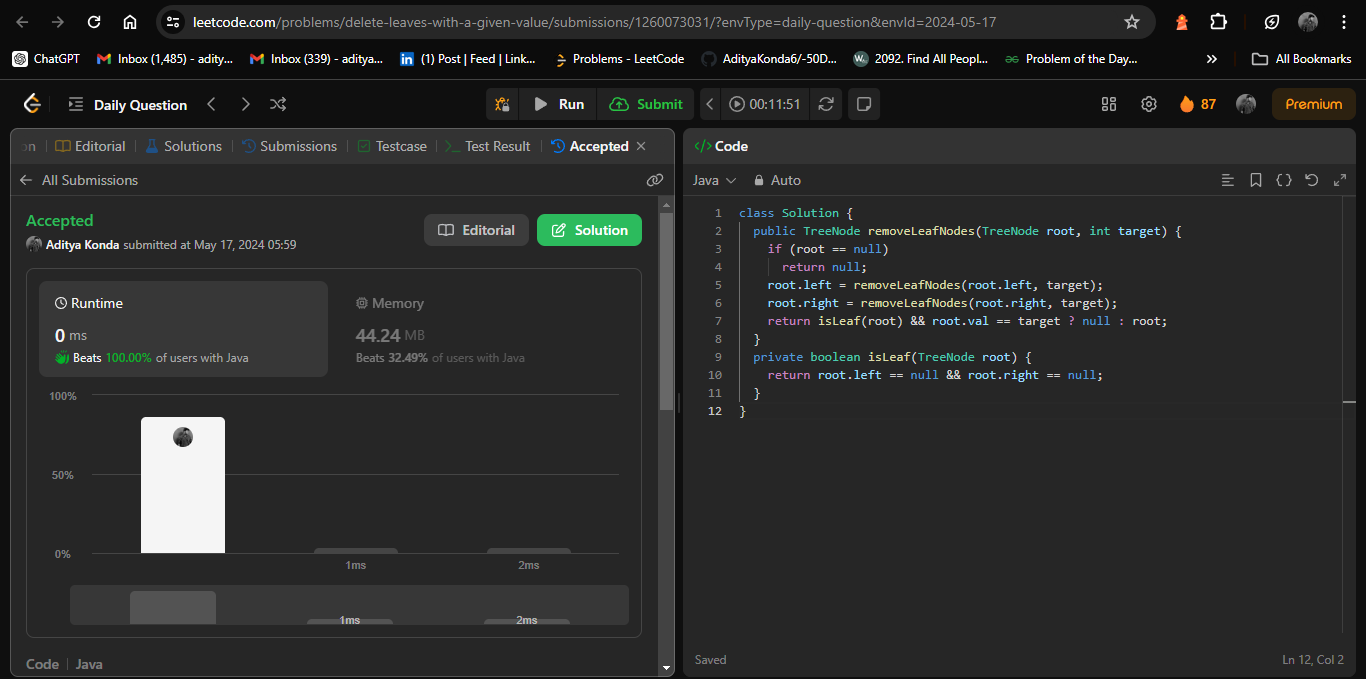 leetcode.com/problems/delete-leaves-with-a-given-value/submissions/1260073031/?envType=daily-question&envId=2024-05-17
ChatGPT Inbox (1,485) - adity... Inbox (339) - aditya... (1) Post | Feed | Link... Problems - LeetCode AdityaKonda6/-50D... 2092. Find All Peopl... Problem of the Day... » All Bookmarks
Daily Question Run Submit 00:11:51 87 Premium
on Editorial Solutions Submissions Testcase Test Result Accepted
All Submissions
Accepted
Aditya Konda submitted at May 17, 2024 05:59
Editorial Solution
Runtime Memory
0 ms 44.24 MB
Beats 100.00% of users with Java Beats 32.49% of users with Java
100%
50%
0%
1ms 2ms
1ms 2ms
Code | Java
</> Code
Java Auto
1 class Solution {
2 public TreeNode removeLeafNodes(TreeNode root, int target) {
3 if (root == null)
4 return null;
5 root.left = removeLeafNodes(root.left, target);
6 root.right = removeLeafNodes(root.right, target);
7 return isLeaf(root) && root.val == target ? null : root;
8 }
9 private boolean isLeaf(TreeNode root) {
10 return root.left == null && root.right == null;
11 }
12 }
Saved Ln 12, Col 2